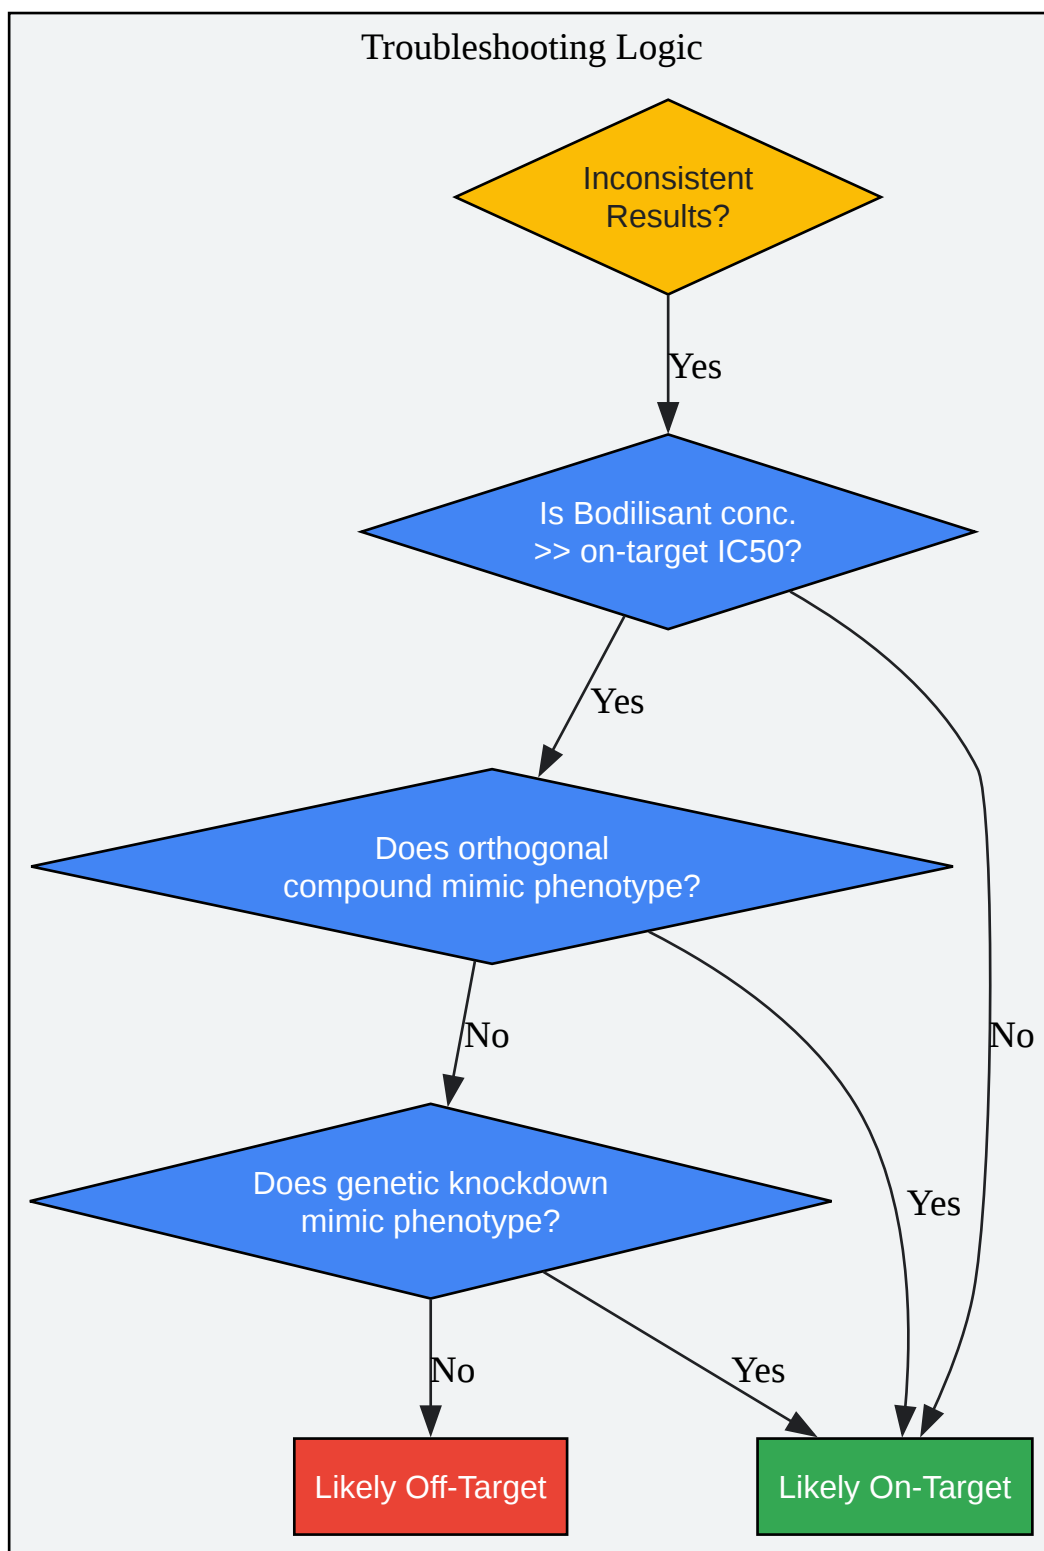 Troubleshooting Logic
Inconsistent
Results?
Yes
Is Bodilisant conc.
>> on-target IC50?
Yes
Does orthogonal
compound mimic phenotype?
No
No
Does genetic knockdown
mimic phenotype?
Yes
No
Yes
Likely Off-Target
Likely On-Target